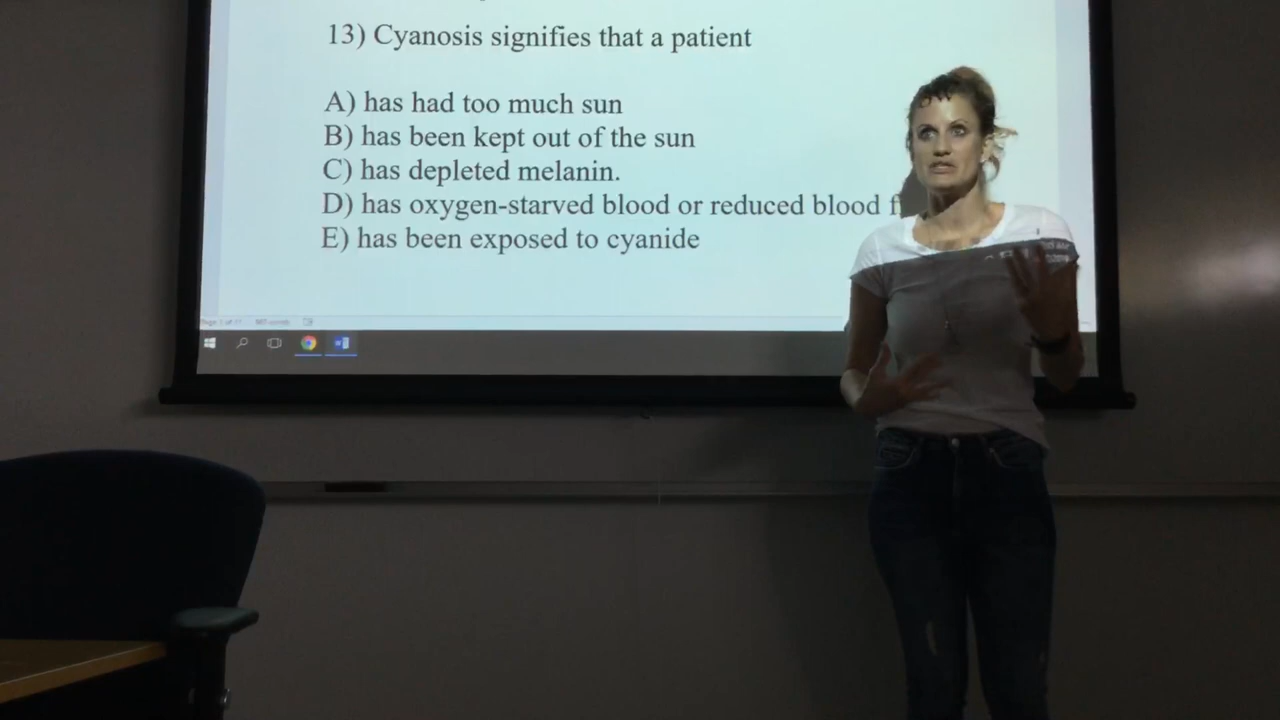 13) Cyanosis signifies that a patient
A) has had too much sun
B) has been kept out of the sun
C) has depleted melanin.
D) has oxygen-starved blood or reduced blood f
E) has been exposed to cyanide